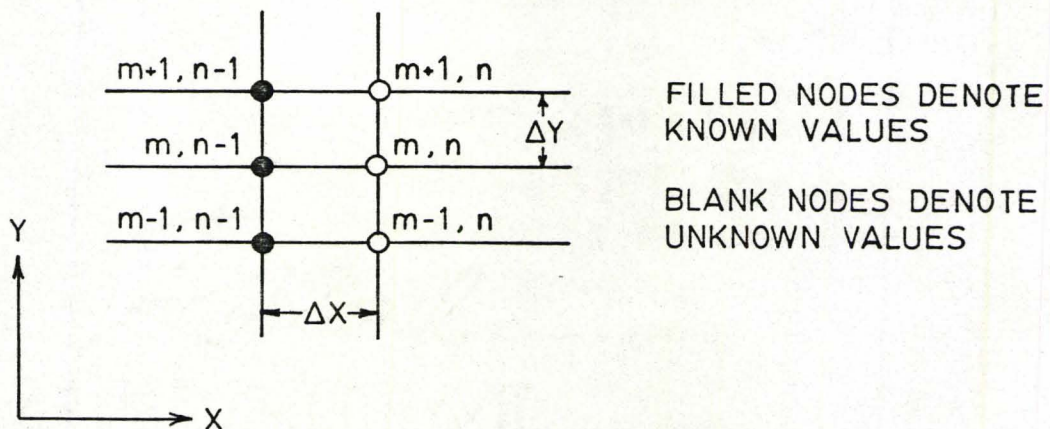 m+1, n-1
m+1, n
m, n-1
m, n
m-1, n-1
m-1, n
ΔY
ΔX
Y
X
FILLED NODES DENOTE
KNOWN VALUES
BLANK NODES DENOTE
UNKNOWN VALUES